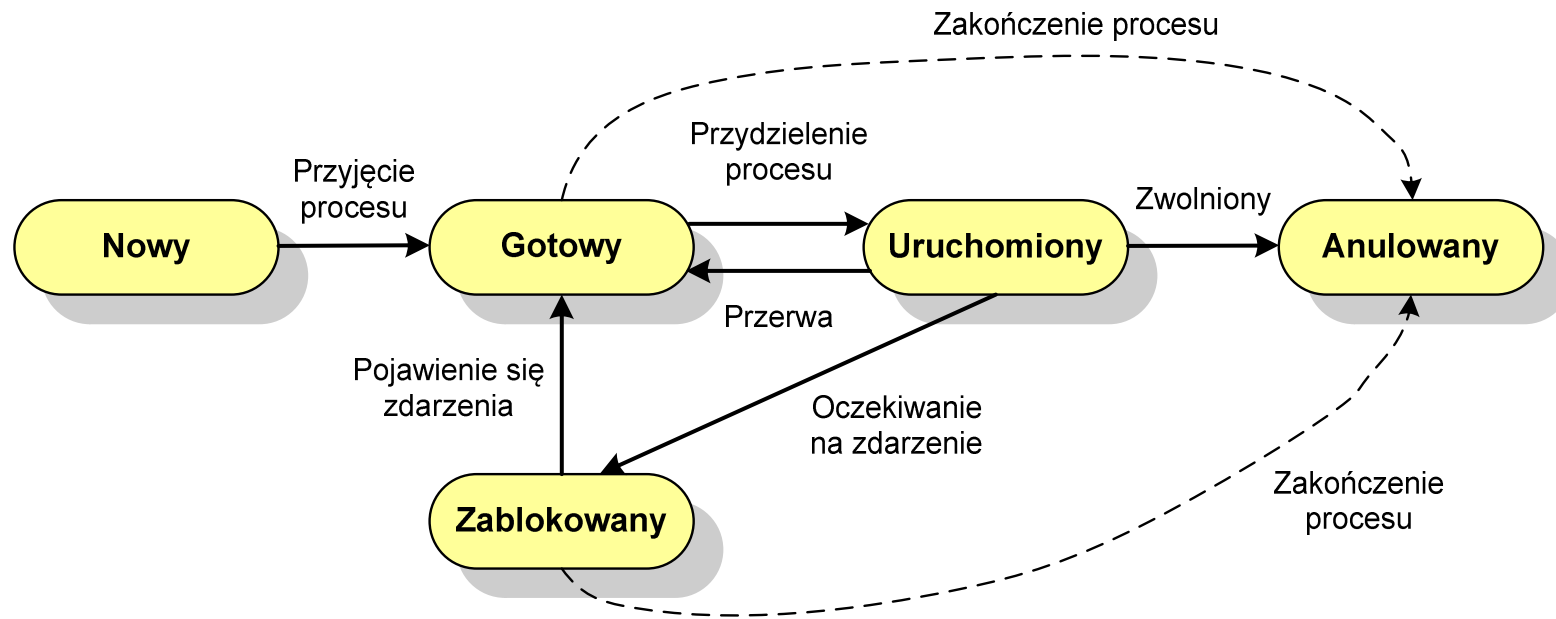 Zakończenie procesu
Przydzielenie
procesu
Przyjęcie
procesu
Zwolniony
Nowy
Gotowy
Uruchomiony
Anulowany
Przerwa
Pojawienie się
zdarzenia
Oczekiwanie
na zdarzenie
Zablokowany
Zakończenie
procesu